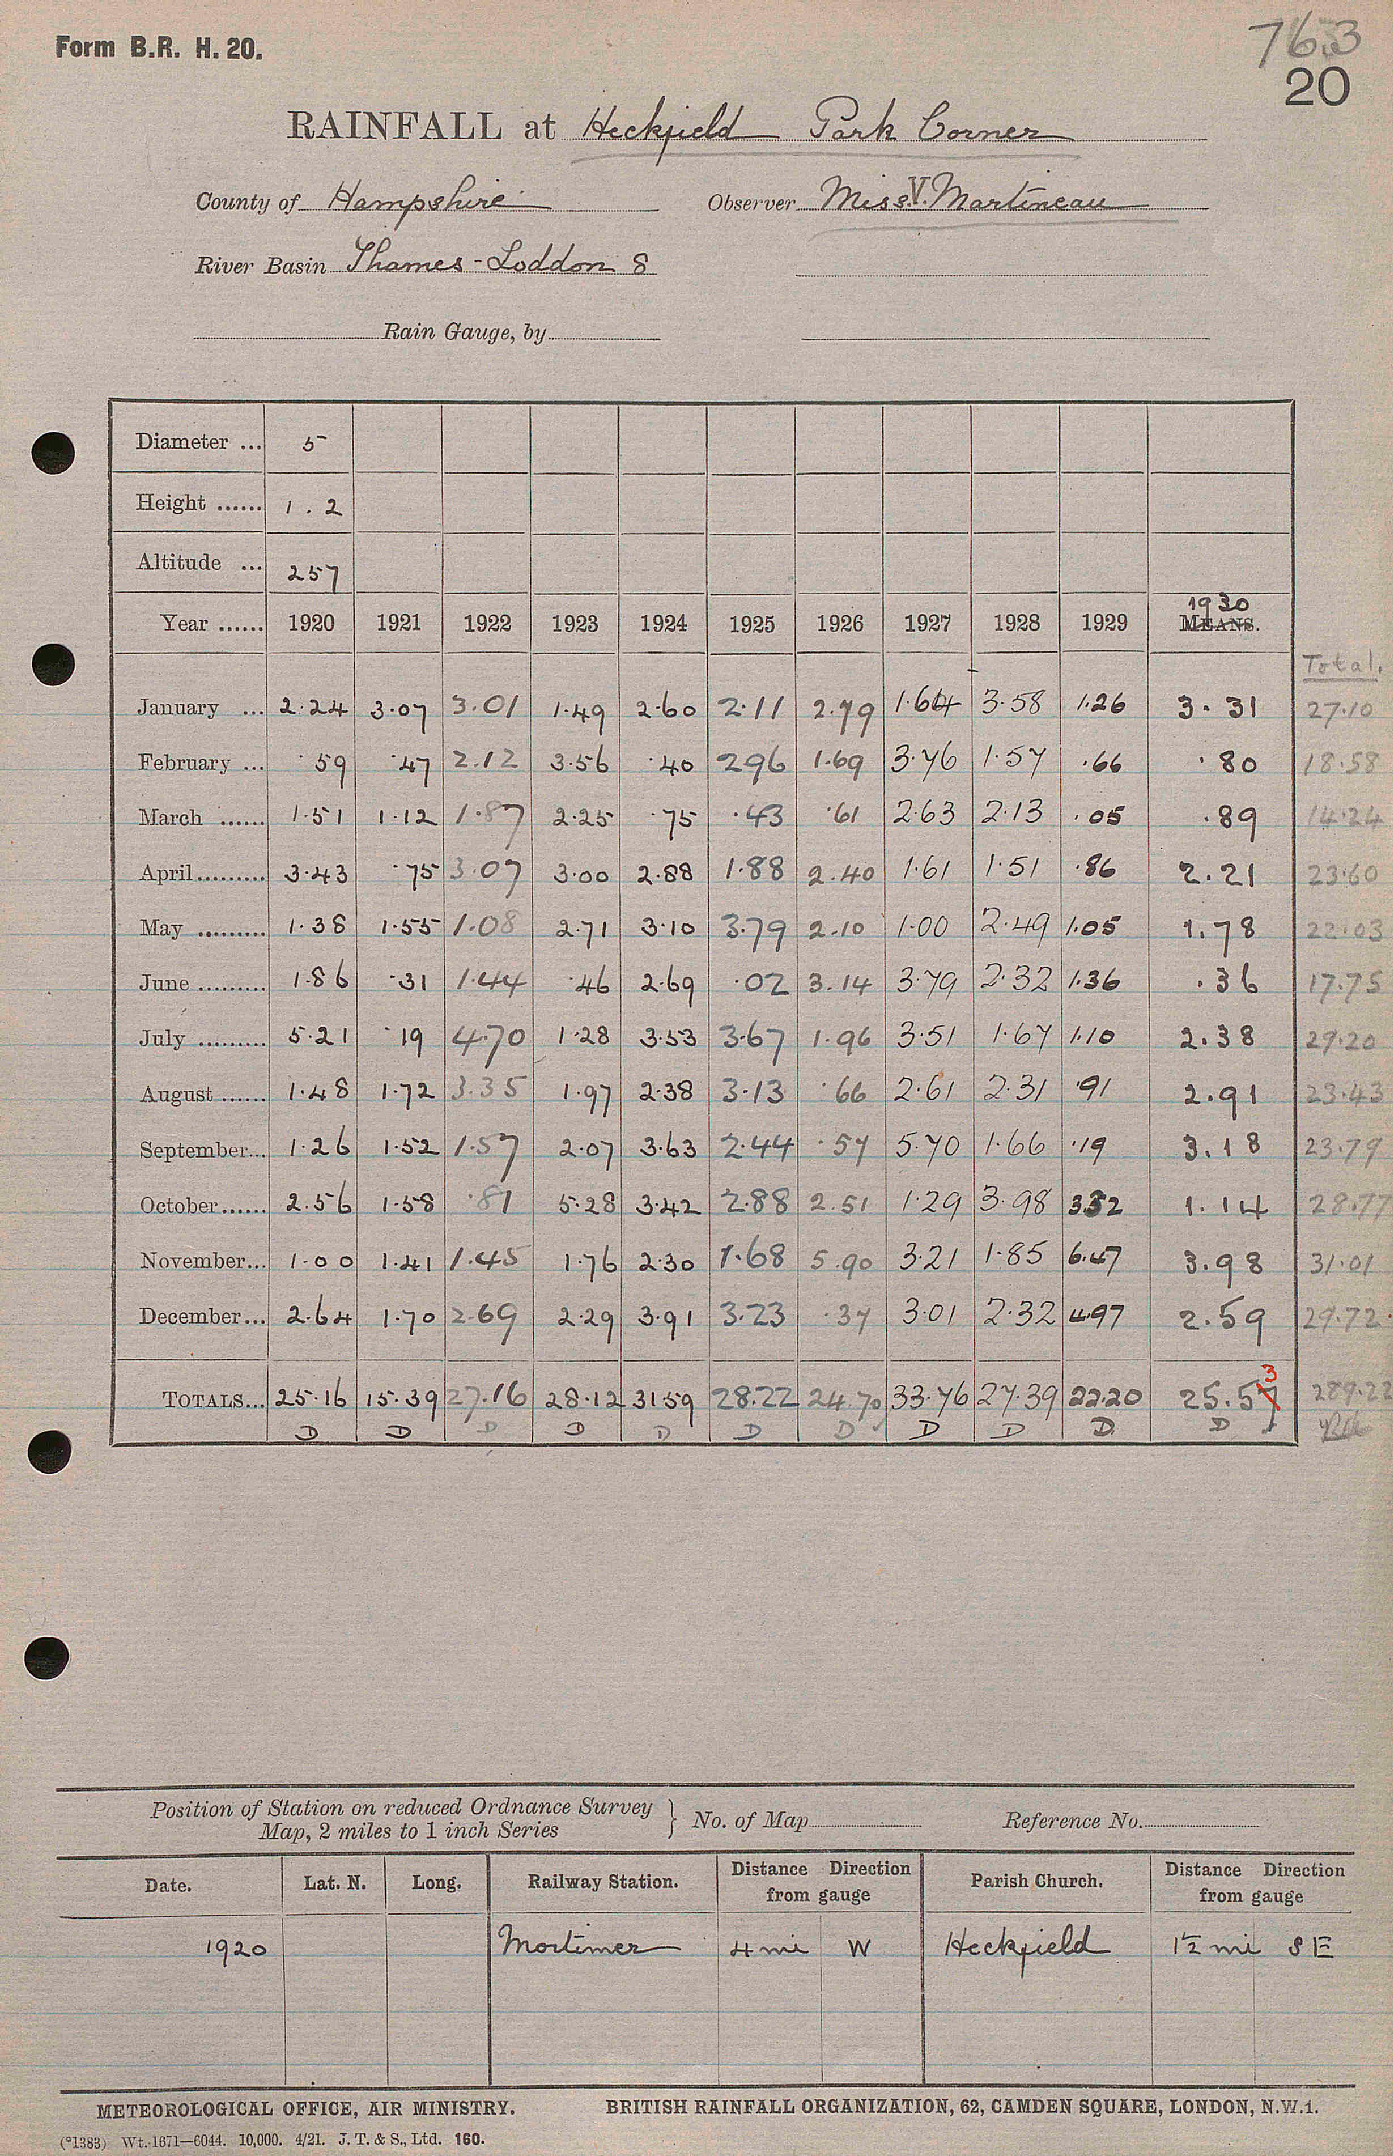 Form B.R. H. 20.
763
20
RAINFALL at Heckfield Park Corner
County of Hampshire Observer Miss V. Martineau
River Basin Thames - Loddon S
Rain Gauge, by
Diameter ... 5
Height ...... 1 . 2
Altitude ... 257
1930
Year ...... 1920 1921 1922 1923 1924 1925 1926 1927 1928 1929 MEANS.
Total.
January ... 2.24 3.07 3.01 1.49 2.60 2.11 2.79 1.64 3.58 1.26 3.31 27.10
February ... .59 .47 2.12 3.56 .40 2.96 1.69 3.76 1.57 .66 .80 18.58
March ...... 1.51 1.12 1.87 2.25 .75 .43 .61 2.63 2.13 .05 .89 14.24
April......... 3.43 .75 3.07 3.00 2.88 1.88 2.40 1.61 1.51 .86 2.21 23.60
May ......... 1.38 1.55 1.08 2.71 3.10 3.79 2.10 1.00 2.49 1.05 1.78 22.03
June ......... 1.86 .31 1.44 .46 2.69 .02 3.14 3.79 2.32 1.36 .36 17.75
July ......... 5.21 .19 4.70 1.28 3.53 3.67 1.96 3.51 1.67 1.10 2.38 29.20
August ...... 1.48 1.72 3.35 1.97 2.38 3.13 .66 2.61 2.31 .91 2.91 23.43
September... 1.26 1.52 1.57 2.07 3.63 2.44 .57 5.70 1.66 .19 3.18 23.79
October...... 2.56 1.58 .81 5.28 3.42 2.88 2.51 1.29 3.98 3.32 1.14 28.77
November... 1.00 1.41 1.45 1.76 2.30 1.68 5.90 3.21 1.85 6.47 3.98 31.01
December... 2.64 1.70 2.69 2.29 3.91 3.23 .37 3.01 2.32 4.97 2.59 29.72
3
TOTALS... 25.16 15.39 27.16 28.12 31.59 28.22 24.70 33.76 27.39 22.20 25.57 289.22
D D D D D D D D D D D
Position of Station on reduced Ordnance Survey Map, 2 miles to 1 inch Series } No. of Map Reference No.
Date. Lat. N. Long. Railway Station. Distance Direction from gauge Parish Church. Distance Direction from gauge
1920 Mortimer 4 mi W Heckfield 1½ mi S E
METEOROLOGICAL OFFICE, AIR MINISTRY. BRITISH RAINFALL ORGANIZATION, 62, CAMDEN SQUARE, LONDON, N.W.1.
(*1383) Wt.-1671—6044. 10,000. 4/21. J. T. & S., Ltd. 160.